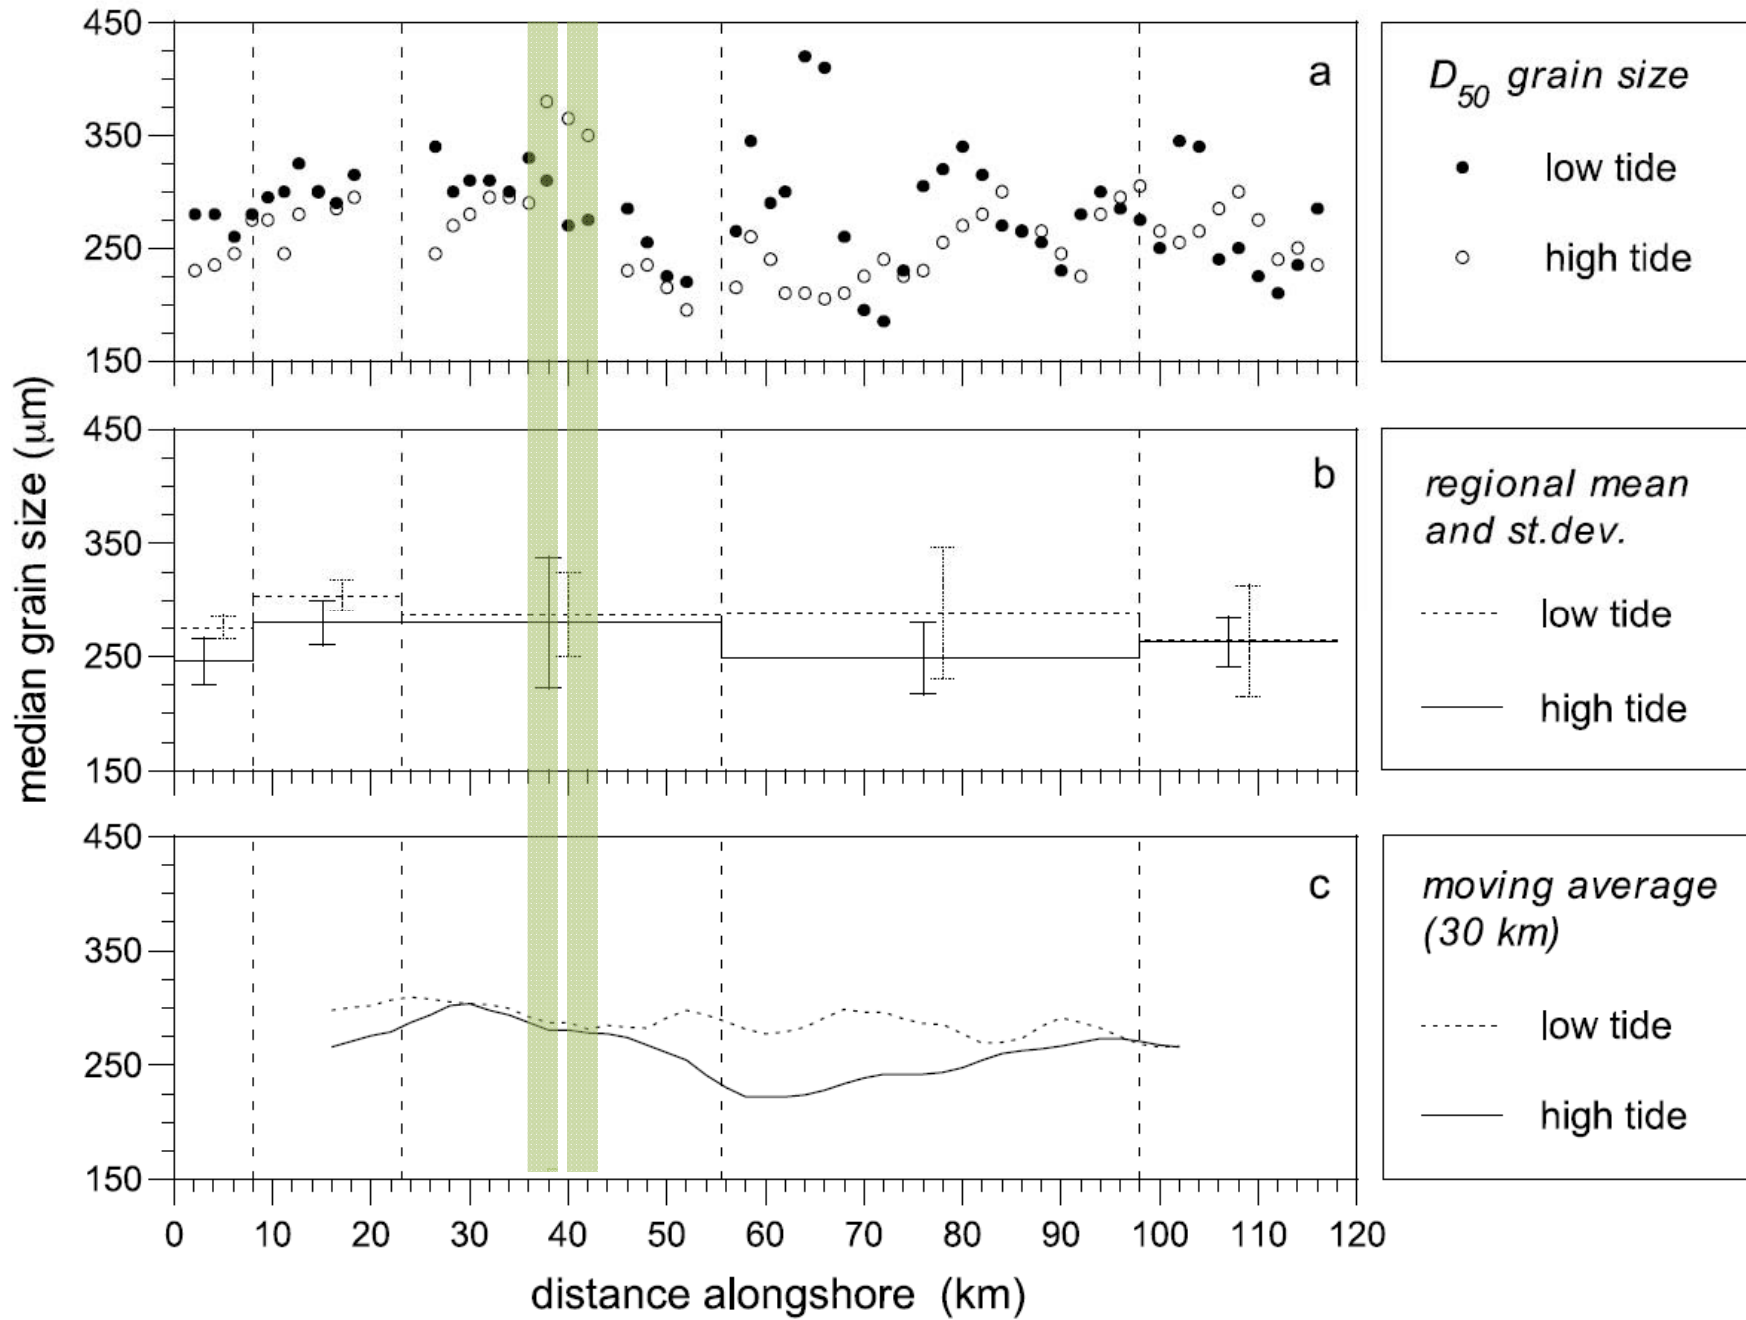 450
350
250
150
a
D50 grain size
low tide
high tide
median grain size (μm)
450
350
250
150
b
regional mean
and st.dev.
low tide
high tide
450
350
250
150
c
moving average
(30 km)
low tide
high tide
0 10 20 30 40 50 60 70 80 90 100 110 120
distance alongshore (km)